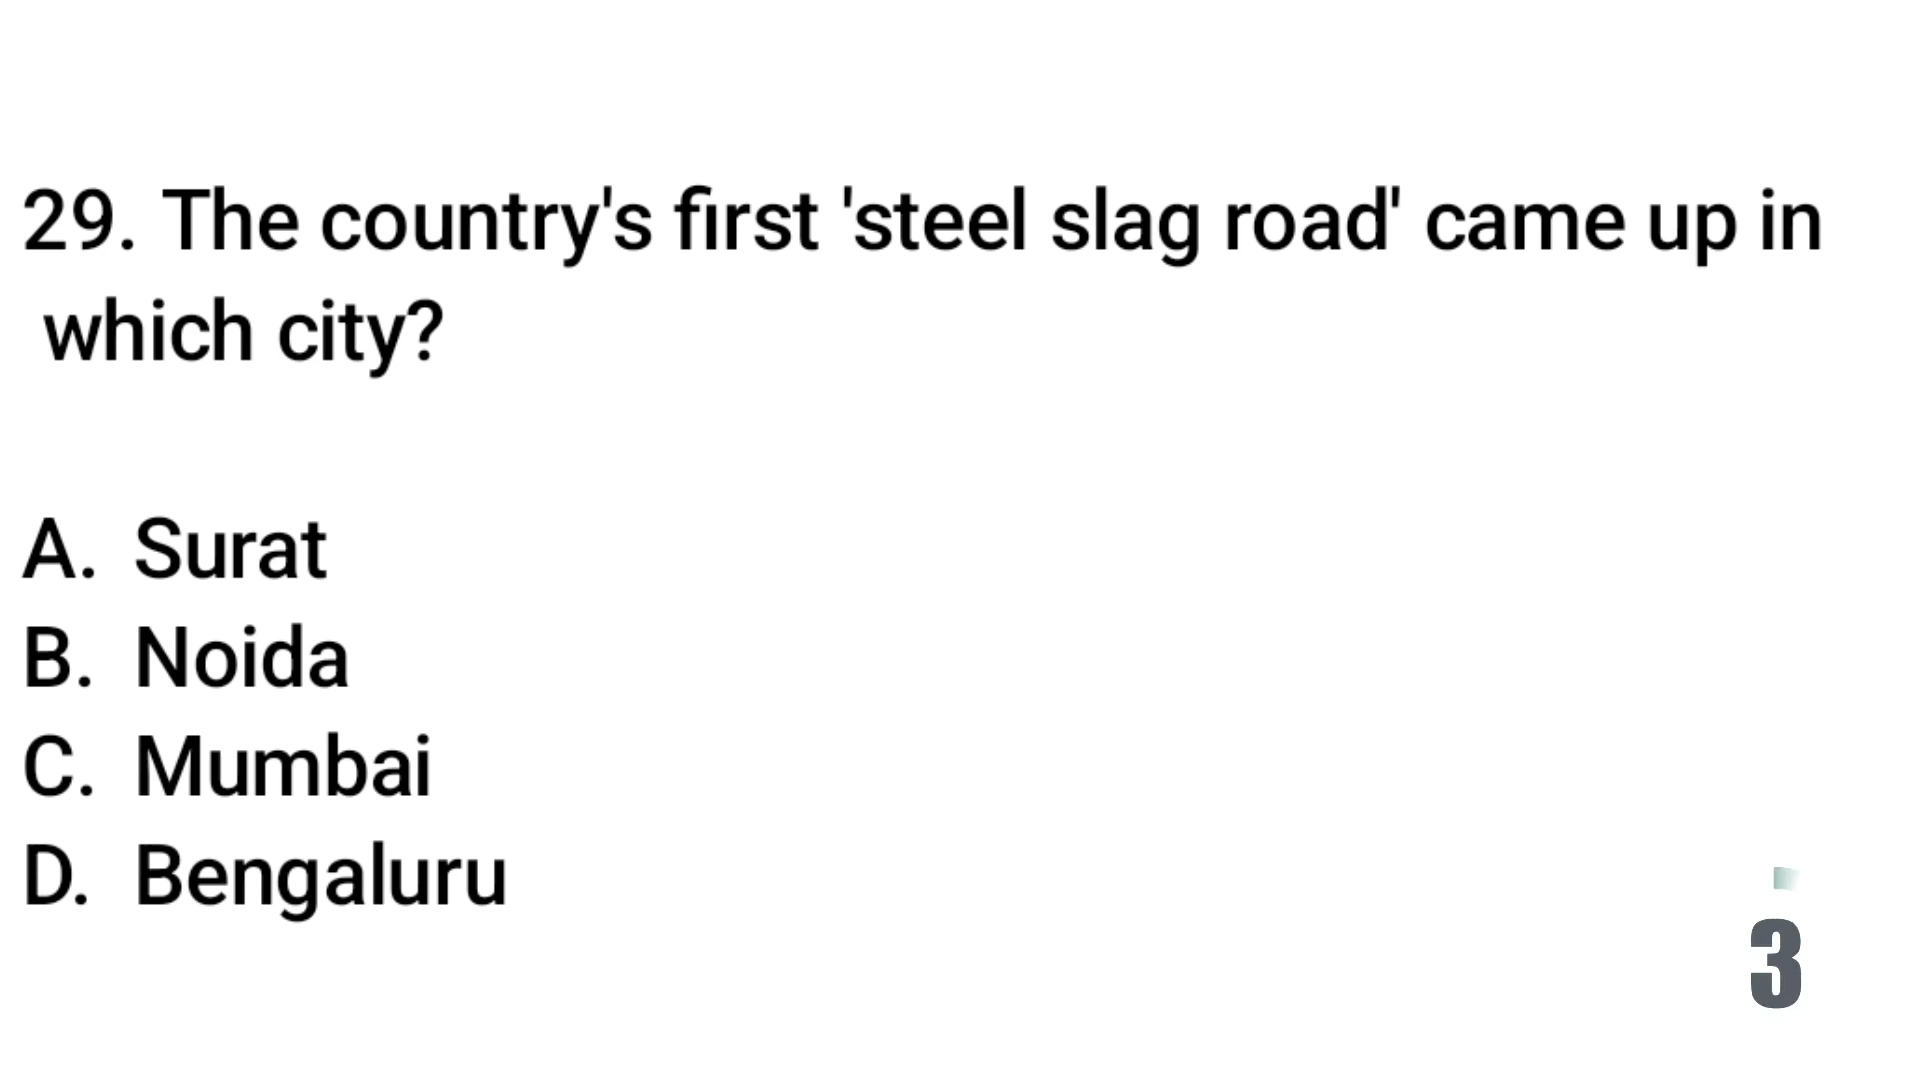 29. The country's first 'steel slag road' came up in
which city?
A. Surat
B. Noida
C. Mumbai
D. Bengaluru
3